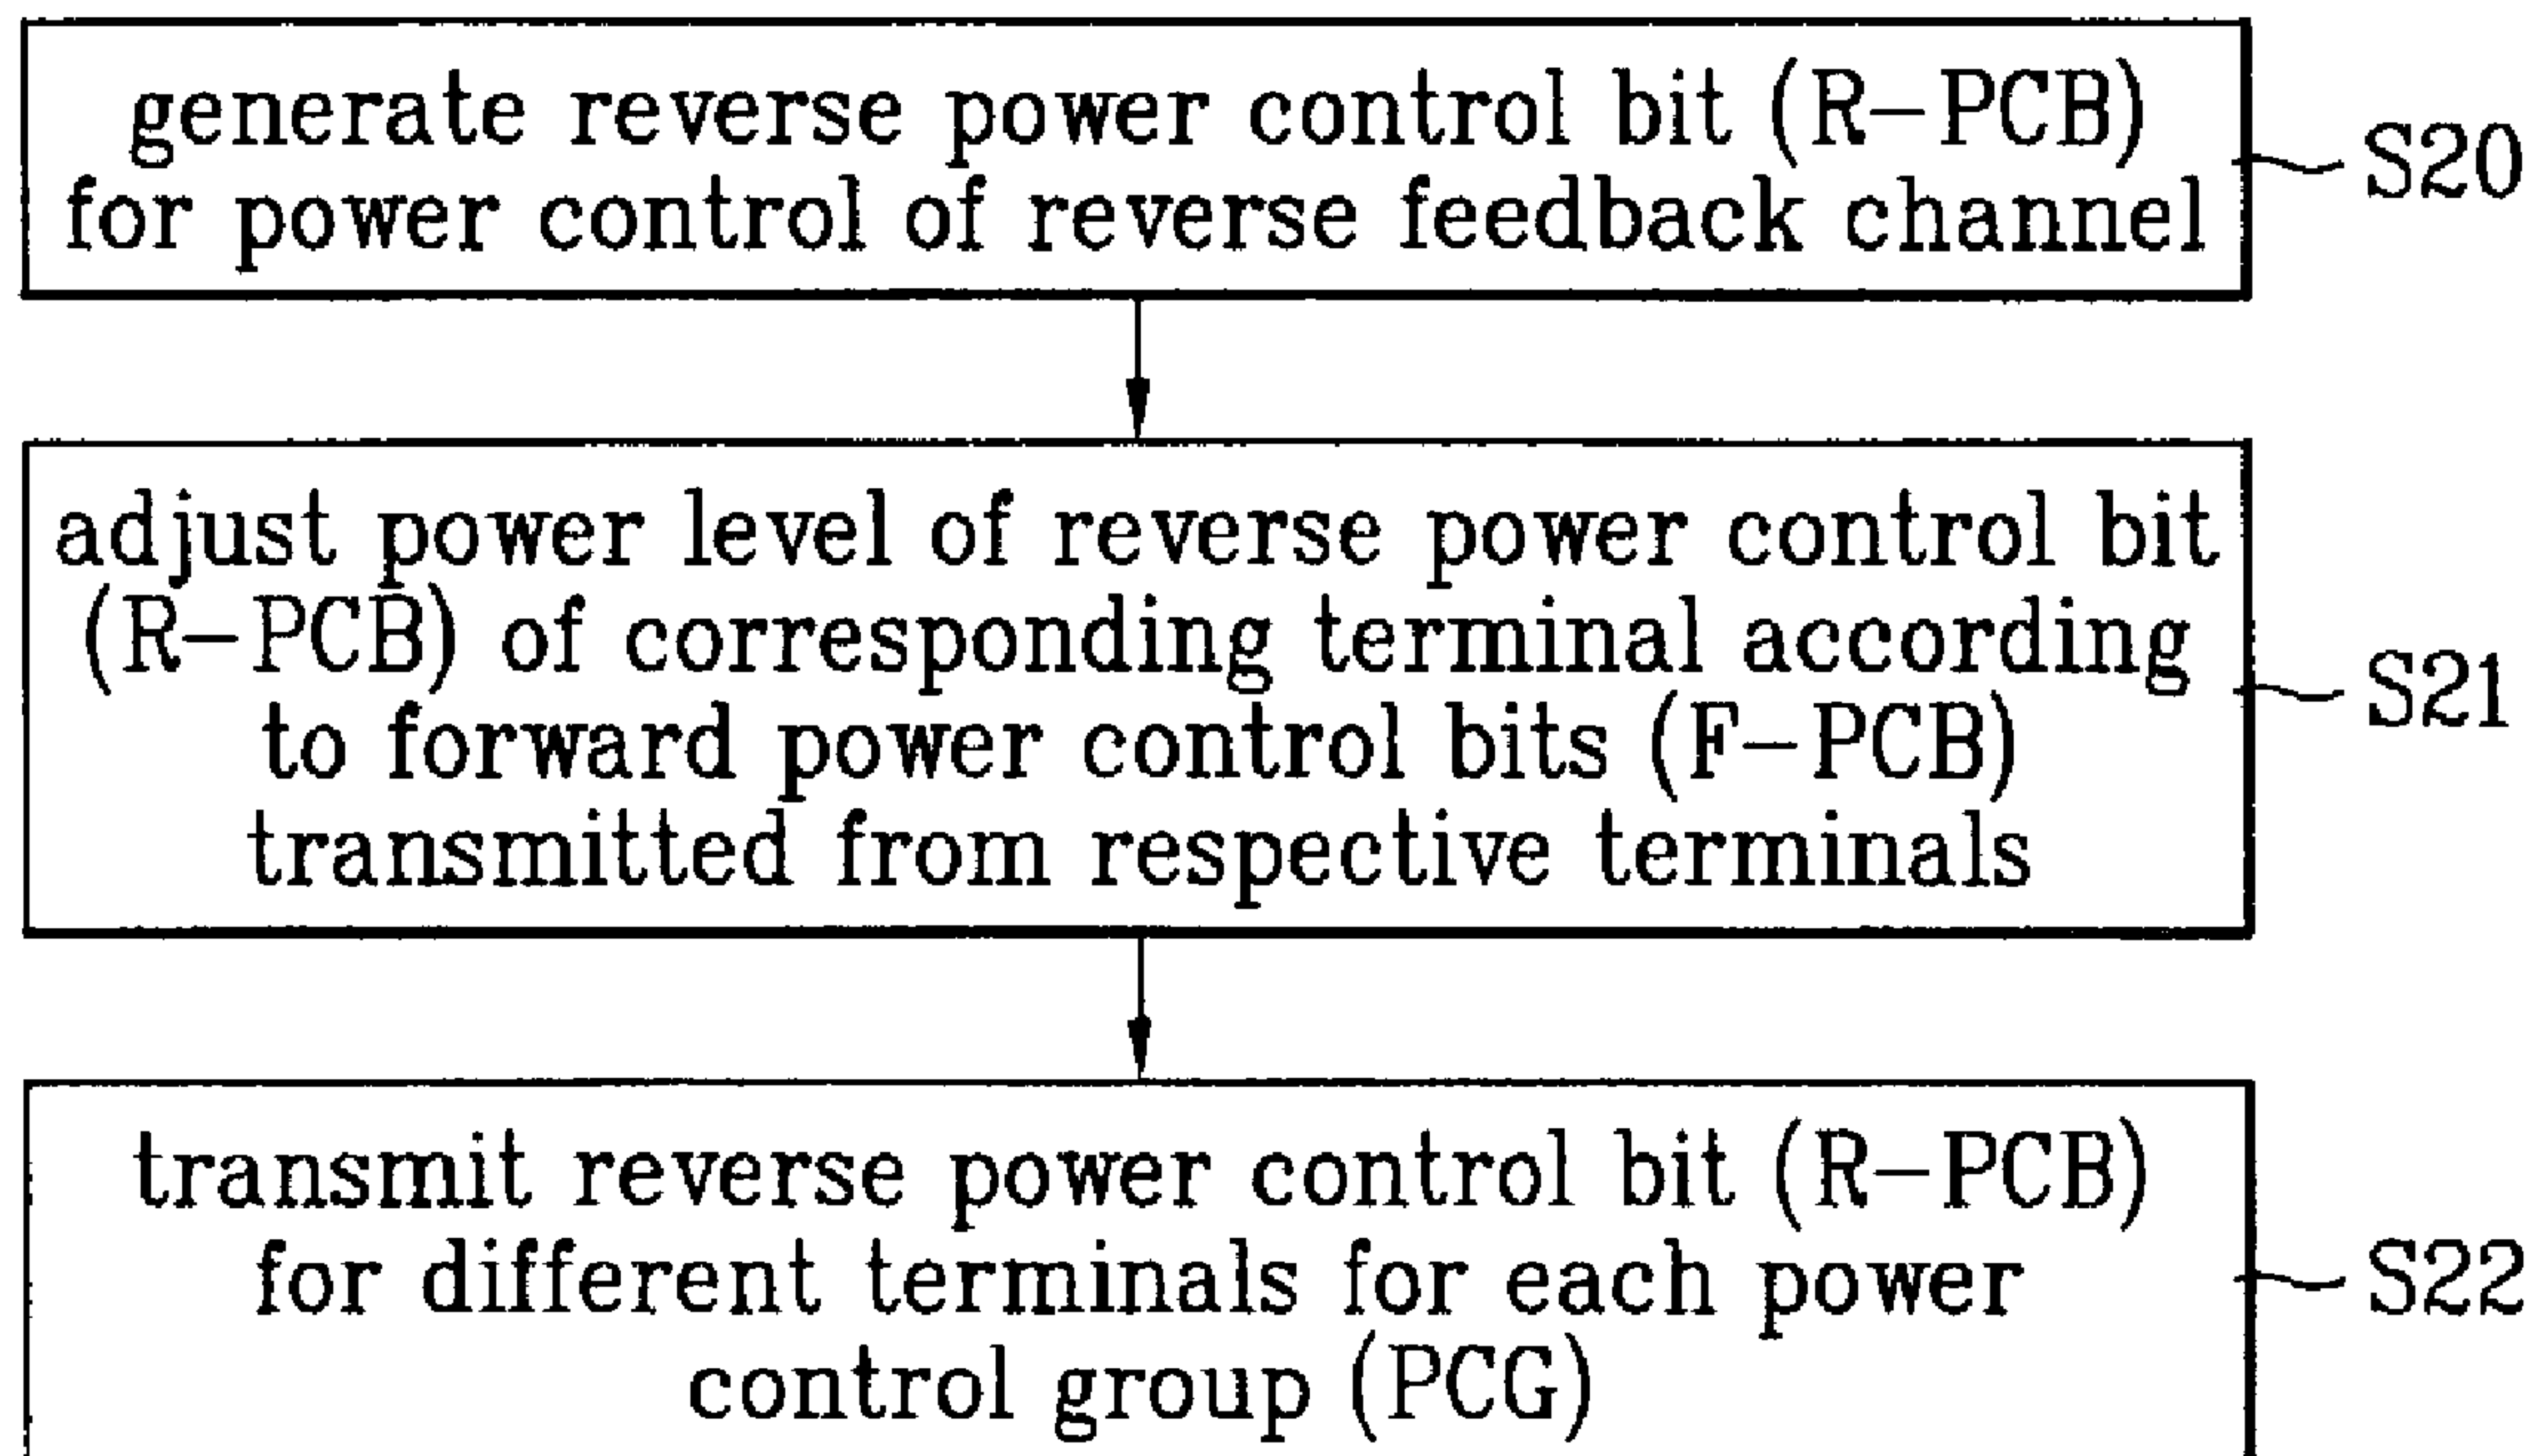 generate reverse power control bit (R-PCB)
for power control of reverse feedback channel
S20
adjust power level of reverse power control bit
(R-PCB) of corresponding terminal according
to forward power control bits (F-PCB)
transmitted from respective terminals
S21
transmit reverse power control bit (R-PCB)
for different terminals for each power
control group (PCG)
S22